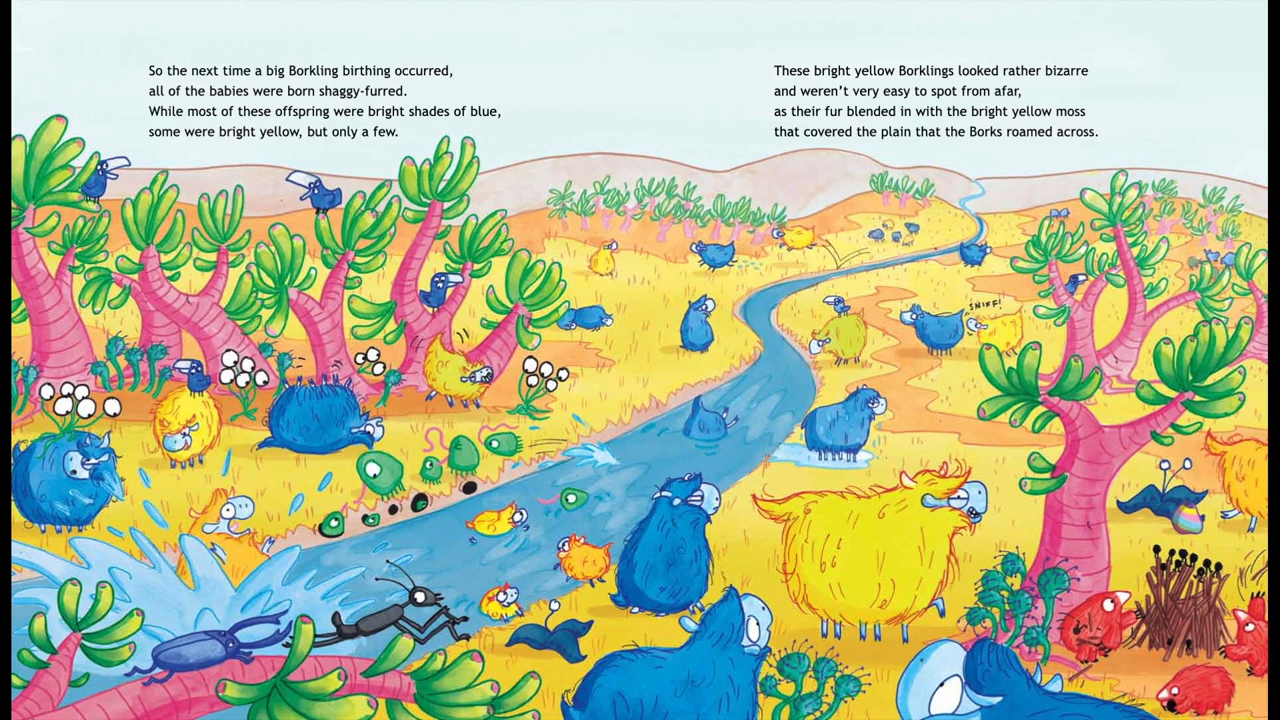 So the next time a big Borkling birthing occurred,
all of the babies were born shaggy-furred.
While most of these offspring were bright shades of blue,
some were bright yellow, but only a few.
These bright yellow Borklings looked rather bizarre
and weren’t very easy to spot from afar,
as their fur blended in with the bright yellow moss
that covered the plain that the Borks roamed across.
SNIFF!